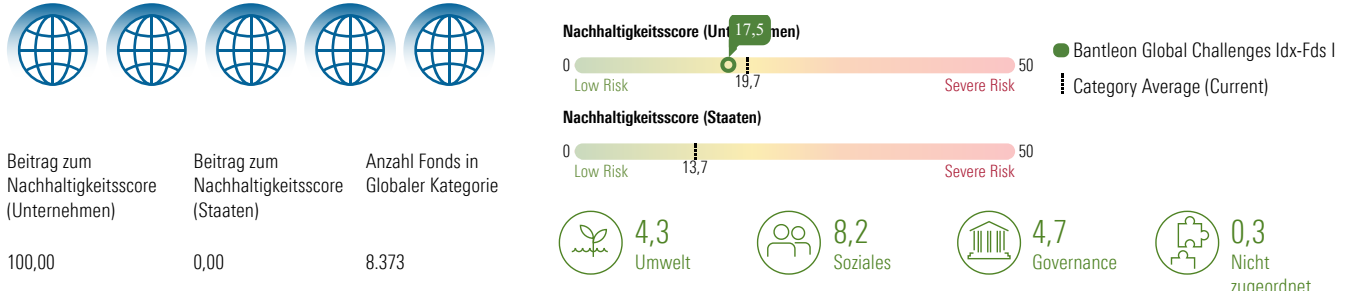 Beitrag zum
Nachhaltigkeitsscore
(Unternehmen)
100,00
Beitrag zum
Nachhaltigkeitsscore
(Staaten)
0,00
Anzahl Fonds in
Globaler Kategorie
8.373
Nachhaltigkeitsscore (Unt men)
17,5
0
50
Low Risk
19,7
Severe Risk
Nachhaltigkeitsscore (Staaten)
0
50
Low Risk
13,7
Severe Risk
Bantleon Global Challenges Idx-Fds I
Category Average (Current)
4,3
Umwelt
8,2
Soziales
4,7
Governance
0,3
Nicht
zugeordnet